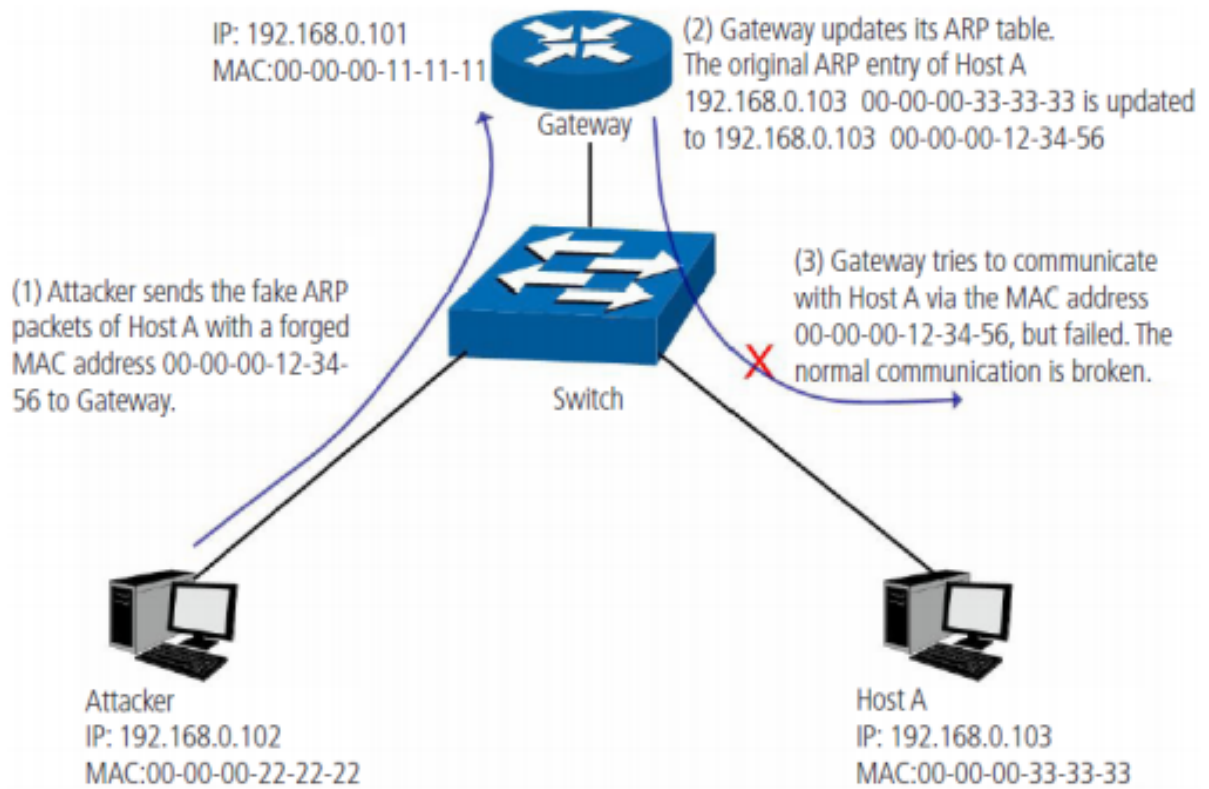 IP: 192.168.0.101
MAC:00-00-00-11-11-11
Gateway
(2) Gateway updates its ARP table.
The original ARP entry of Host A
192.168.0.103 00-00-00-33-33-33 is updated
to 192.168.0.103 00-00-00-12-34-56
(1) Attacker sends the fake ARP
packets of Host A with a forged
MAC address 00-00-00-12-34-
56 to Gateway.
Switch
(3) Gateway tries to communicate
with Host A via the MAC address
00-00-00-12-34-56, but failed. The
normal communication is broken.
X
Attacker
IP: 192.168.0.102
MAC:00-00-00-22-22-22
Host A
IP: 192.168.0.103
MAC:00-00-00-33-33-33